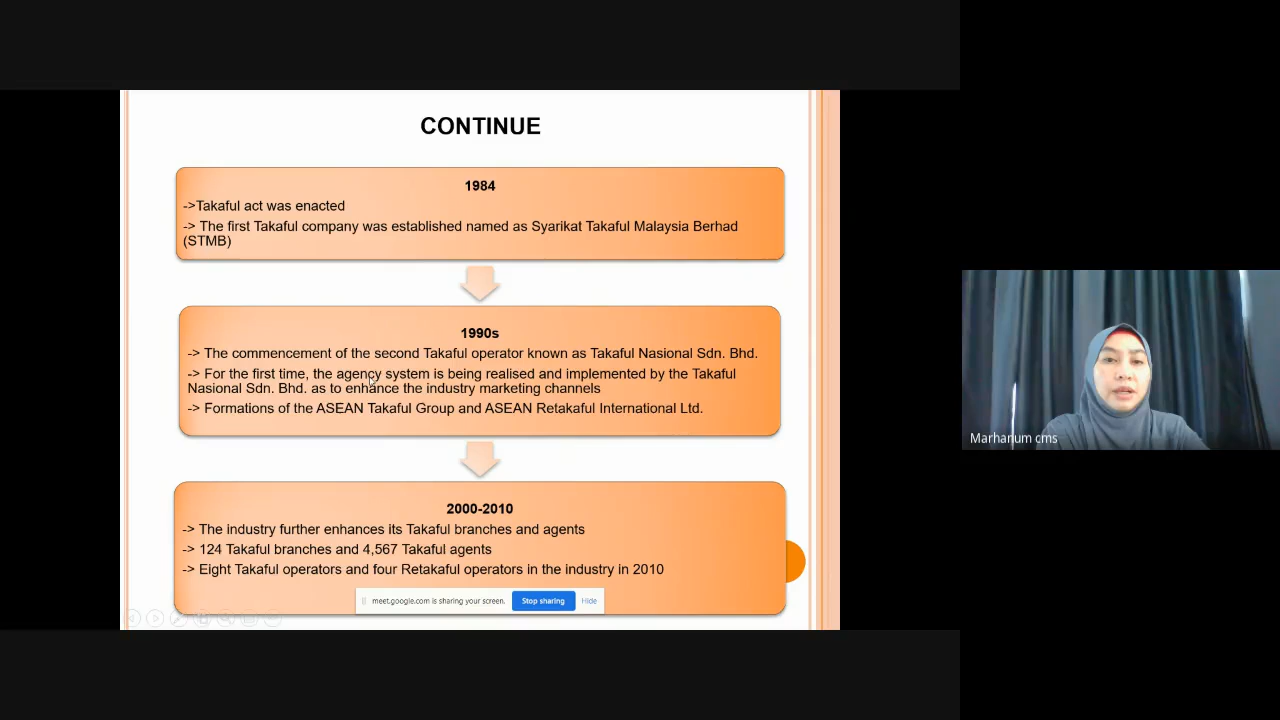 CONTINUE
1984
->Takaful act was enacted
-> The first Takaful company was established named as Syarikat Takaful Malaysia Berhad
(STMB)
1990s
-> The commencement of the second Takaful operator known as Takaful Nasional Sdn. Bhd.
-> For the first time, the agency system is being realised and implemented by the Takaful
Nasional Sdn. Bhd. as to enhance the industry marketing channels
-> Formations of the ASEAN Takaful Group and ASEAN Retakaful International Ltd.
Marhanum cms
2000-2010
-> The industry further enhances its Takaful branches and agents
-> 124 Takaful branches and 4,567 Takaful agents
-> Eight Takaful operators and four Retakaful operators in the industry in 2010
meet.google.com is sharing your screen. Stop sharing Hide